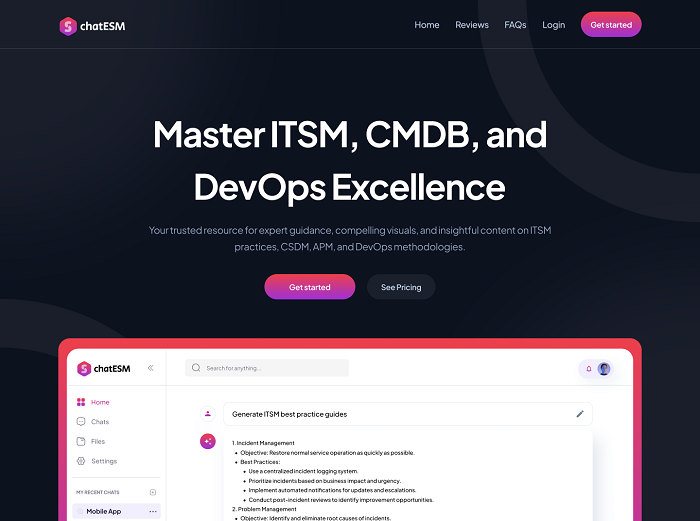 chatESM
Home Reviews FAQs Login Get started
Master ITSM, CMDB, and
DevOps Excellence
Your trusted resource for expert guidance, compelling visuals, and insightful content on ITSM
practices, CSDM, APM, and DevOps methodologies.
Get started See Pricing
chatESM
Search for anything...
Home
Chats
Files
Settings
MY RECENT CHATS
Mobile App
Generate ITSM best practice guides
1. Incident Management
• Objective: Restore normal service operation as quickly as possible.
• Best Practices:
• Use a centralized incident logging system.
• Prioritize incidents based on business impact and urgency.
• Implement automated notifications for updates and escalations.
• Conduct post-incident reviews to identify improvement opportunities.
2. Problem Management
• Objective: Identify and eliminate root causes of incidents.